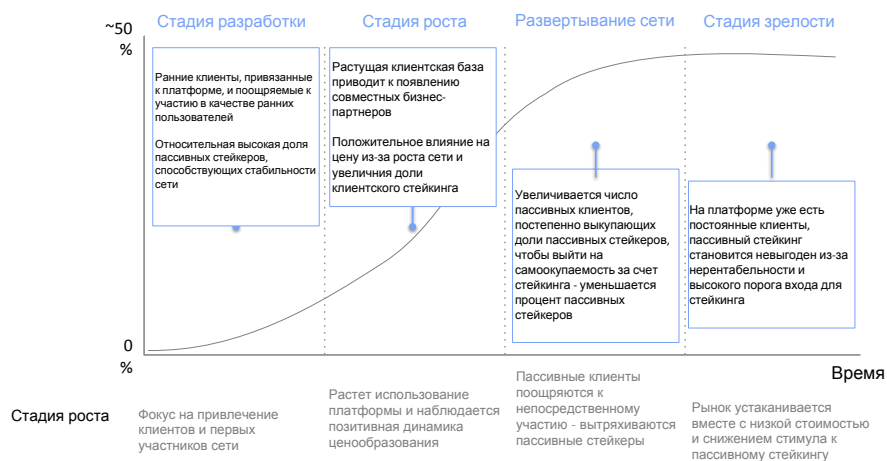 ~50
%
Стадия разработки
Стадия роста
Развертывание сети
Стадия зрелости
Ранние клиенты, привязанные
к платформе, и поощряемые к
участию в качестве ранних
пользователей
Относительная высокая доля
пассивных стейкеров,
способствующих стабильности
сети
Растущая клиентская база
приводит к появлению
совместных бизнес-
партнеров
Положительное влияние на
цену из-за роста сети и
увеличния доли
клиентского стейкинга
Увеличивается число
пассивных клиентов,
постепенно выкупающих
доли пассивных стейкеров,
чтобы выйти на
самоокупаемость за счет
стейкинга - уменьшается
процент пассивных
стейкеров
На платформе уже есть
постоянные клиенты,
пассивный стейкинг
становится невыгоден из-за
нерентабельности и
высокого порога входа для
стейкинга
0
%
Время
Стадия роста
Фокус на привлечение
клиентов и первых
участников сети
Растет использование
платформы и наблюдается
позитивная динамика
ценообразования
Пассивные клиенты
поощряются к
непосредственному
участию - вытряхиваются
пассивные стейкеры
Рынок устаканивается
вместе с низкой стоимостью
и снижением стимула к
пассивному стейкингу